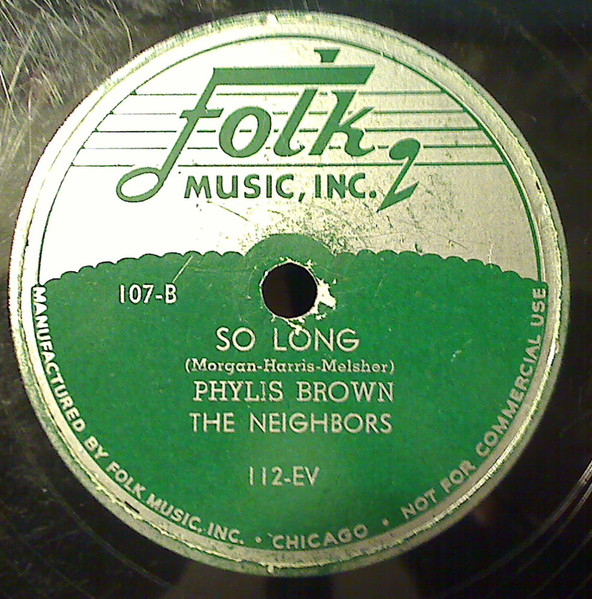 Folk
MUSIC, INC.
107-B
SO LONG
(Morgan-Harris-Melsher)
PHYLIS BROWN
THE NEIGHBORS
112-EV
MANUFACTURED BY FOLK MUSIC, INC. • CHICAGO • NOT FOR COMMERCIAL USE